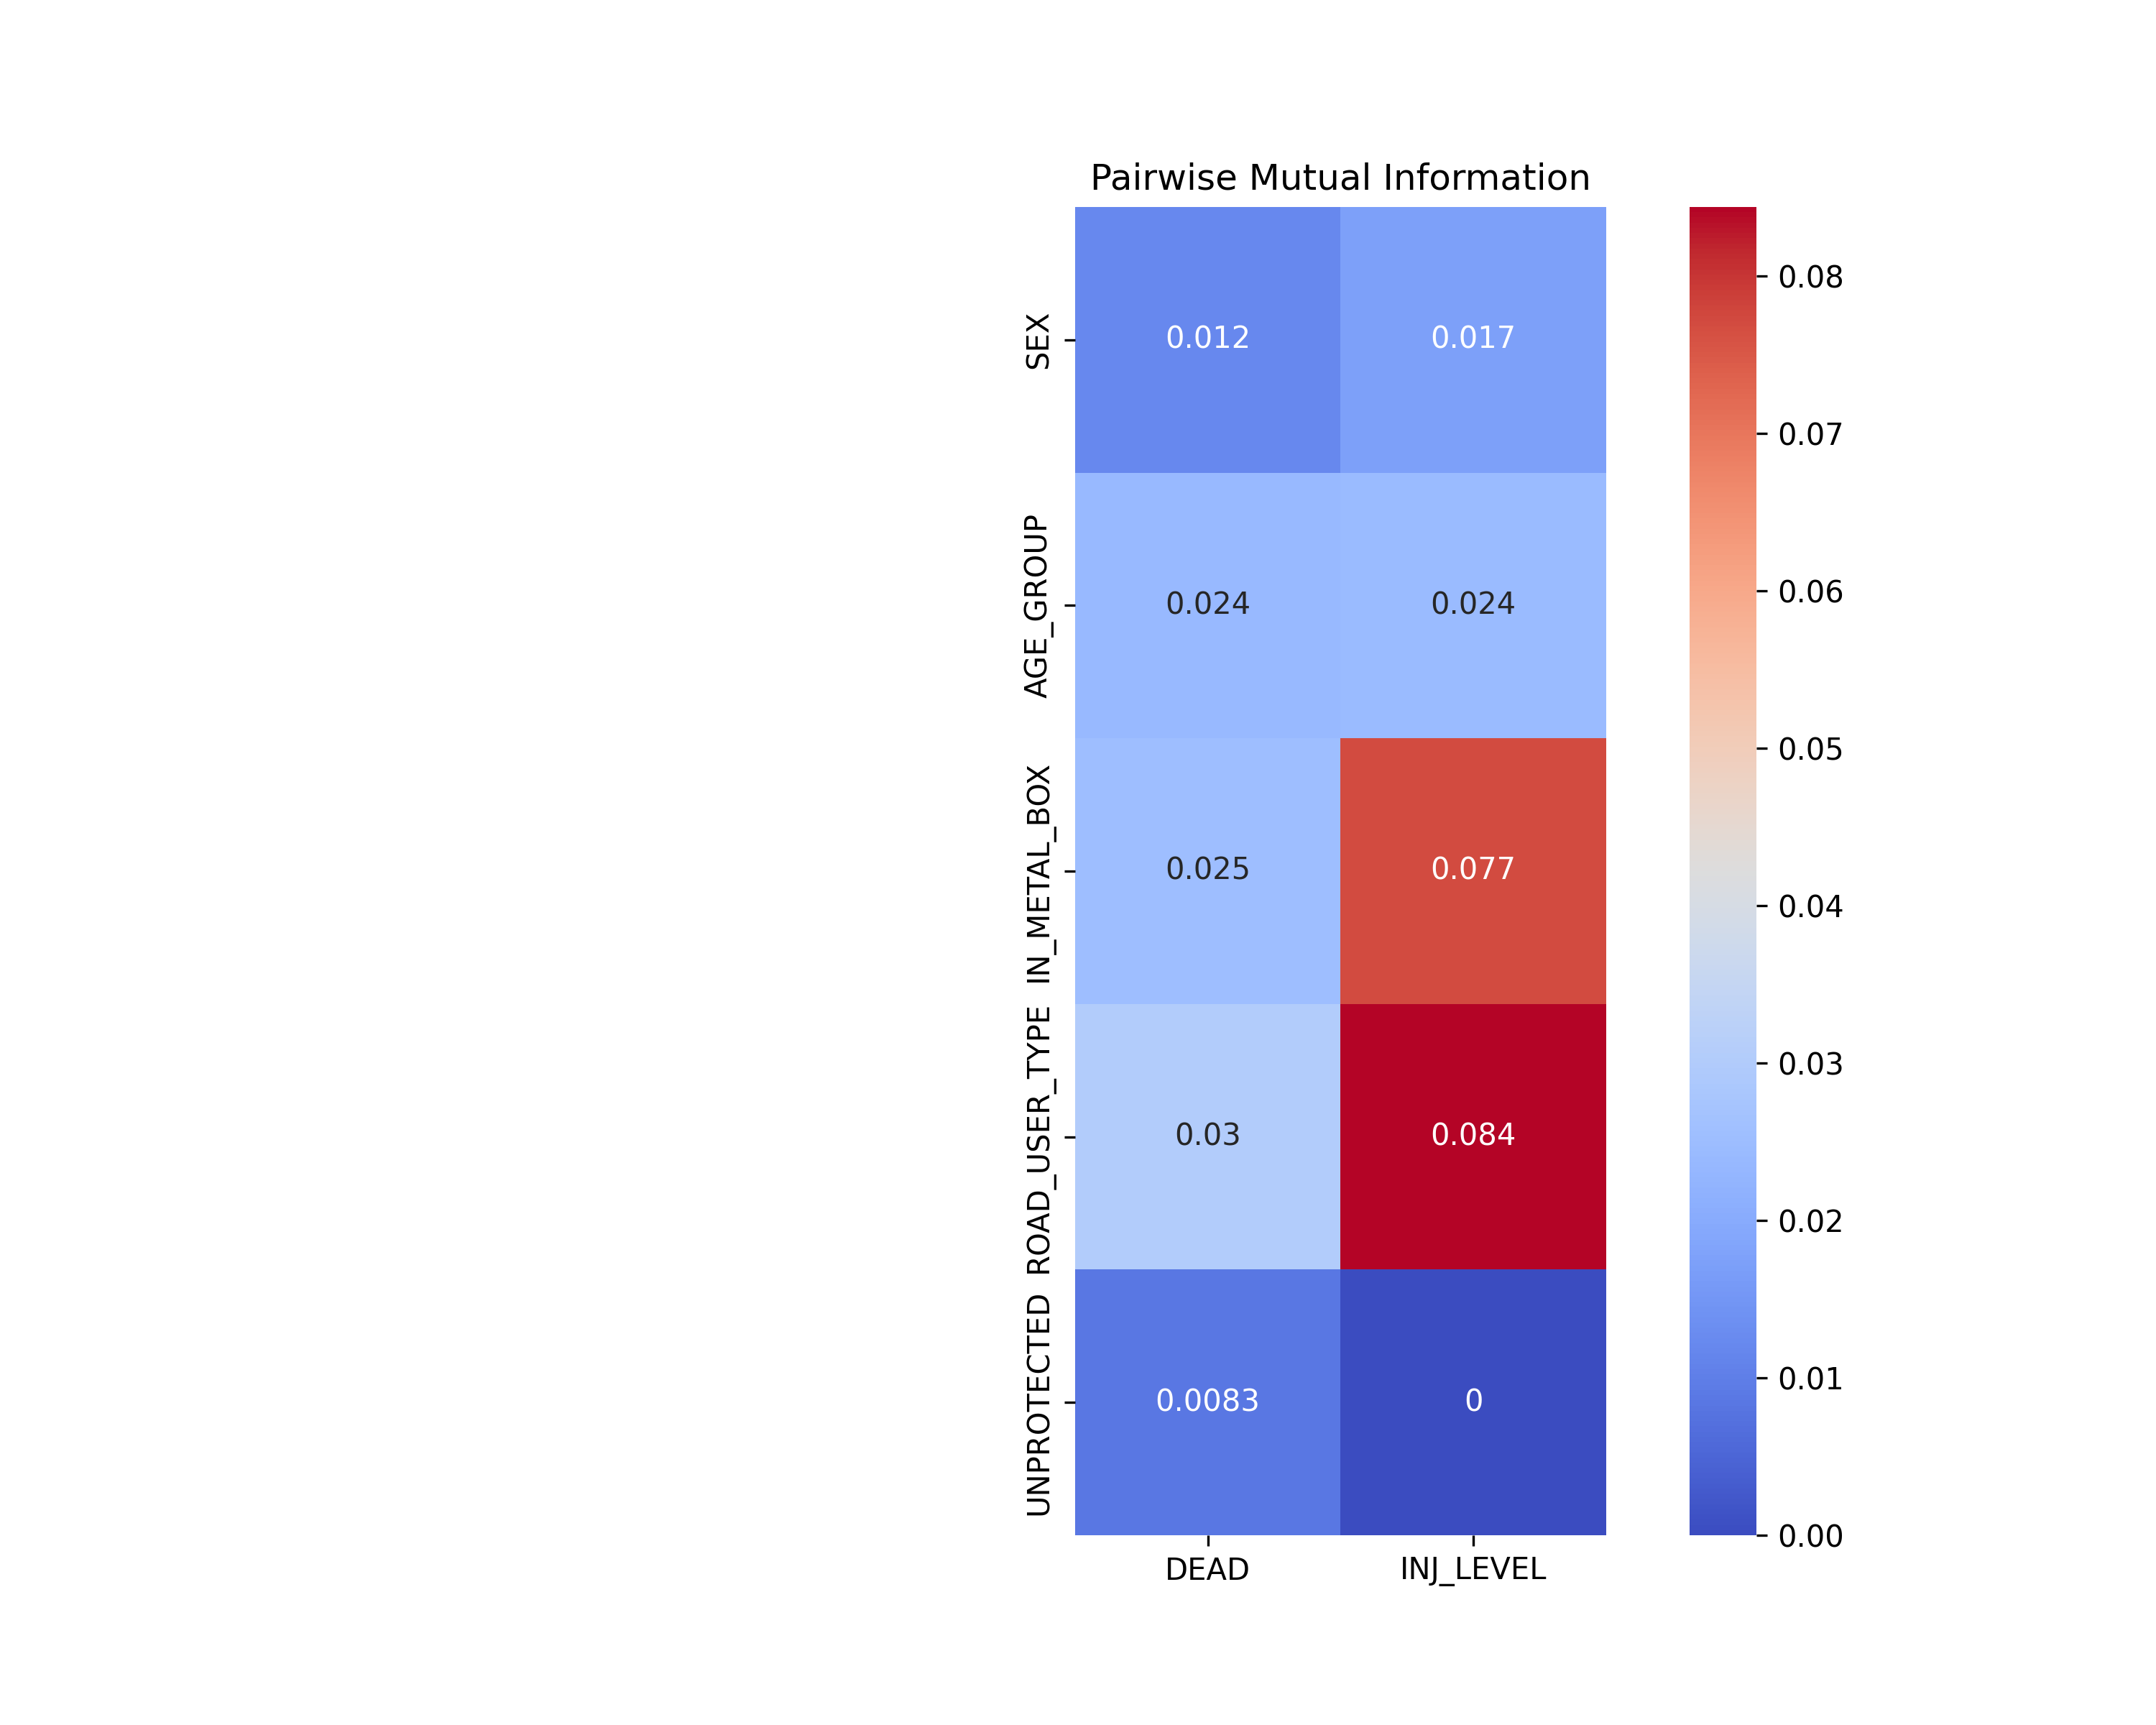 Pairwise Mutual Information
SEX
0.012 0.017
AGE_GROUP
0.024 0.024
IN_METAL_BOX
0.025 0.077
ROAD_USER_TYPE
0.03 0.084
UNPROTECTED
0.0083 0
DEAD INJ_LEVEL
0.08
0.07
0.06
0.05
0.04
0.03
0.02
0.01
0.00